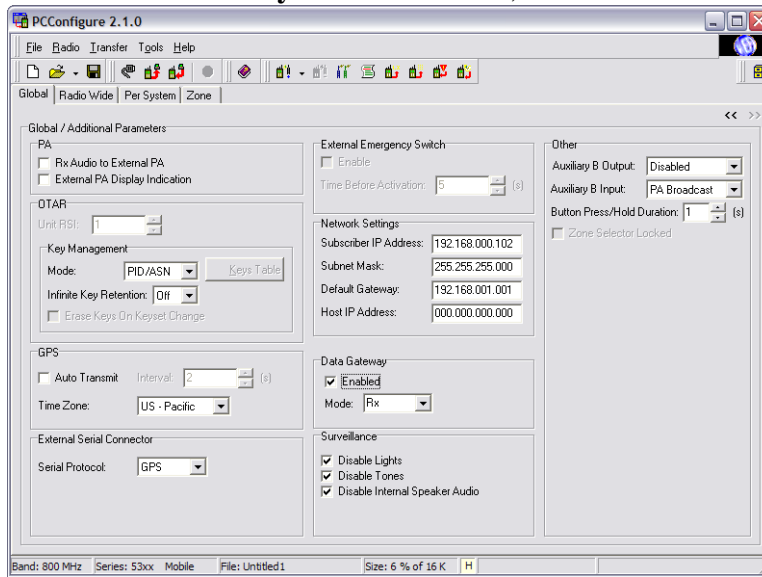 PCConfigure 2.1.0
File Radio Transfer Tools Help
Global Radio Wide Per System Zone
<< >>
Global / Additional Parameters
PA
Rx Audio to External PA
External PA Display Indication
OTAR
Unit RSI: 1
Key Management
Mode: PID/ASN Keys Table
Infinite Key Retention: Off
Erase Keys On Keyset Change
GPS
Auto Transmit Interval: 2 (s)
Time Zone: US - Pacific
External Serial Connector
Serial Protocol: GPS
External Emergency Switch
Enable
Time Before Activation: 5 (s)
Network Settings
Subscriber IP Address: 192.168.000.102
Subnet Mask: 255.255.255.000
Default Gateway: 192.168.001.001
Host IP Address: 000.000.000.000
Data Gateway
Enabled
Mode: Rx
Surveillance
Disable Lights
Disable Tones
Disable Internal Speaker Audio
Other
Auxiliary B Output: Disabled
Auxiliary B Input: PA Broadcast
Button Press/Hold Duration: 1 (s)
Zone Selector Locked
Band: 800 MHz Series: 53xx Mobile File: Untitled1 Size: 6 % of 16 K H